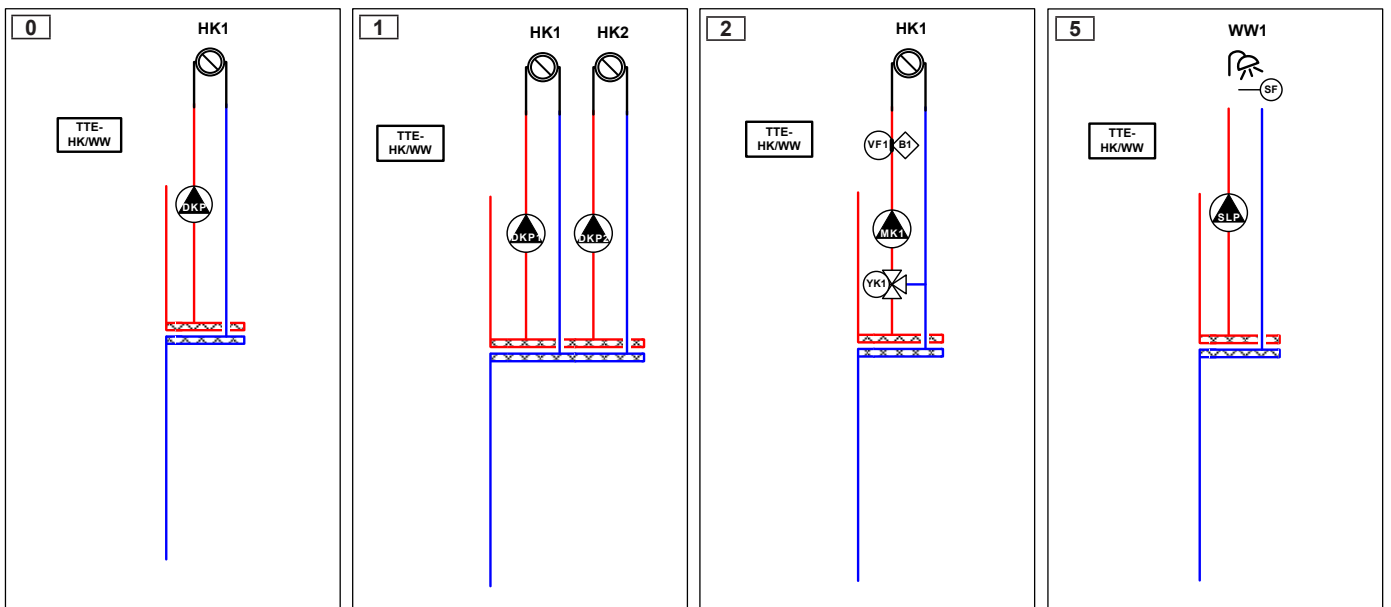 0
HK1
TTE-
HK/WW
DKP
1
HK1 HK2
TTE-
HK/WW
DKP1 DKP2
2
HK1
TTE-
HK/WW
VF1 B1
MK1
YK1
5
WW1
SF
TTE-
HK/WW
SLP